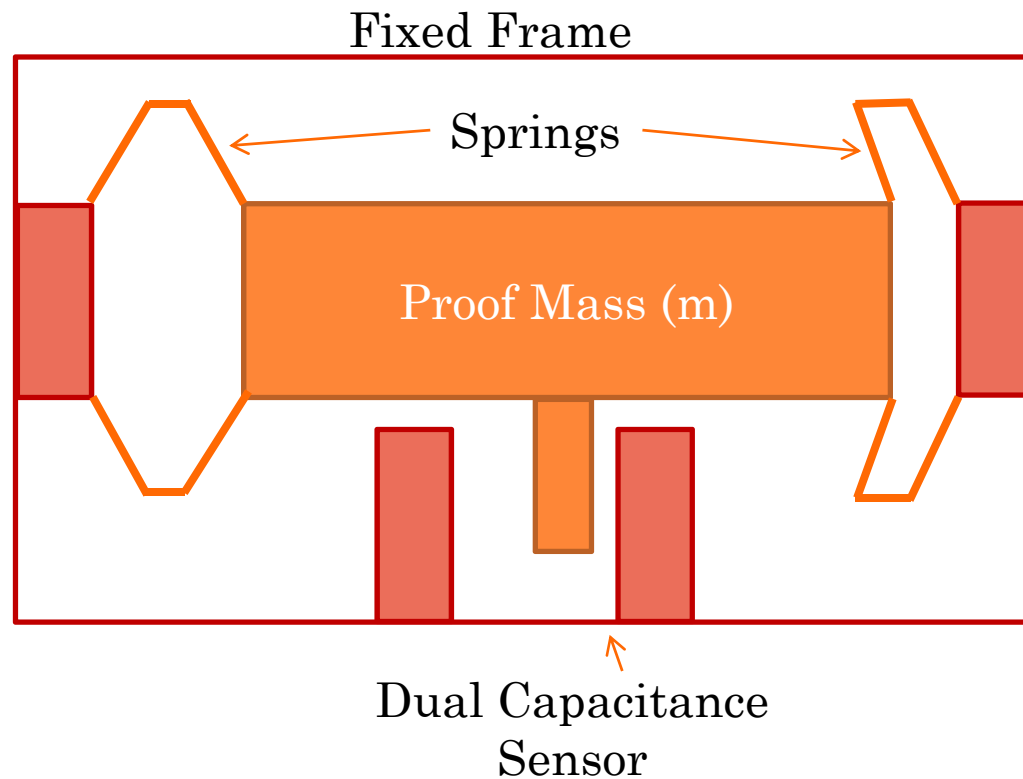 Fixed Frame
Springs
Proof Mass (m)
Dual Capacitance
Sensor